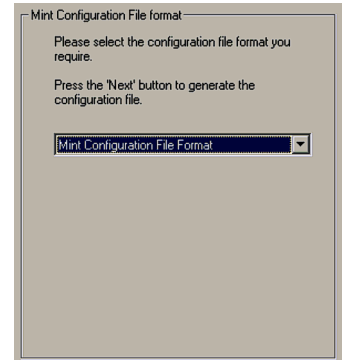 Mint Configuration File format
Please select the configuration file format you
require.
Press the 'Next' button to generate the
configuration file.
Mint Configuration File Format